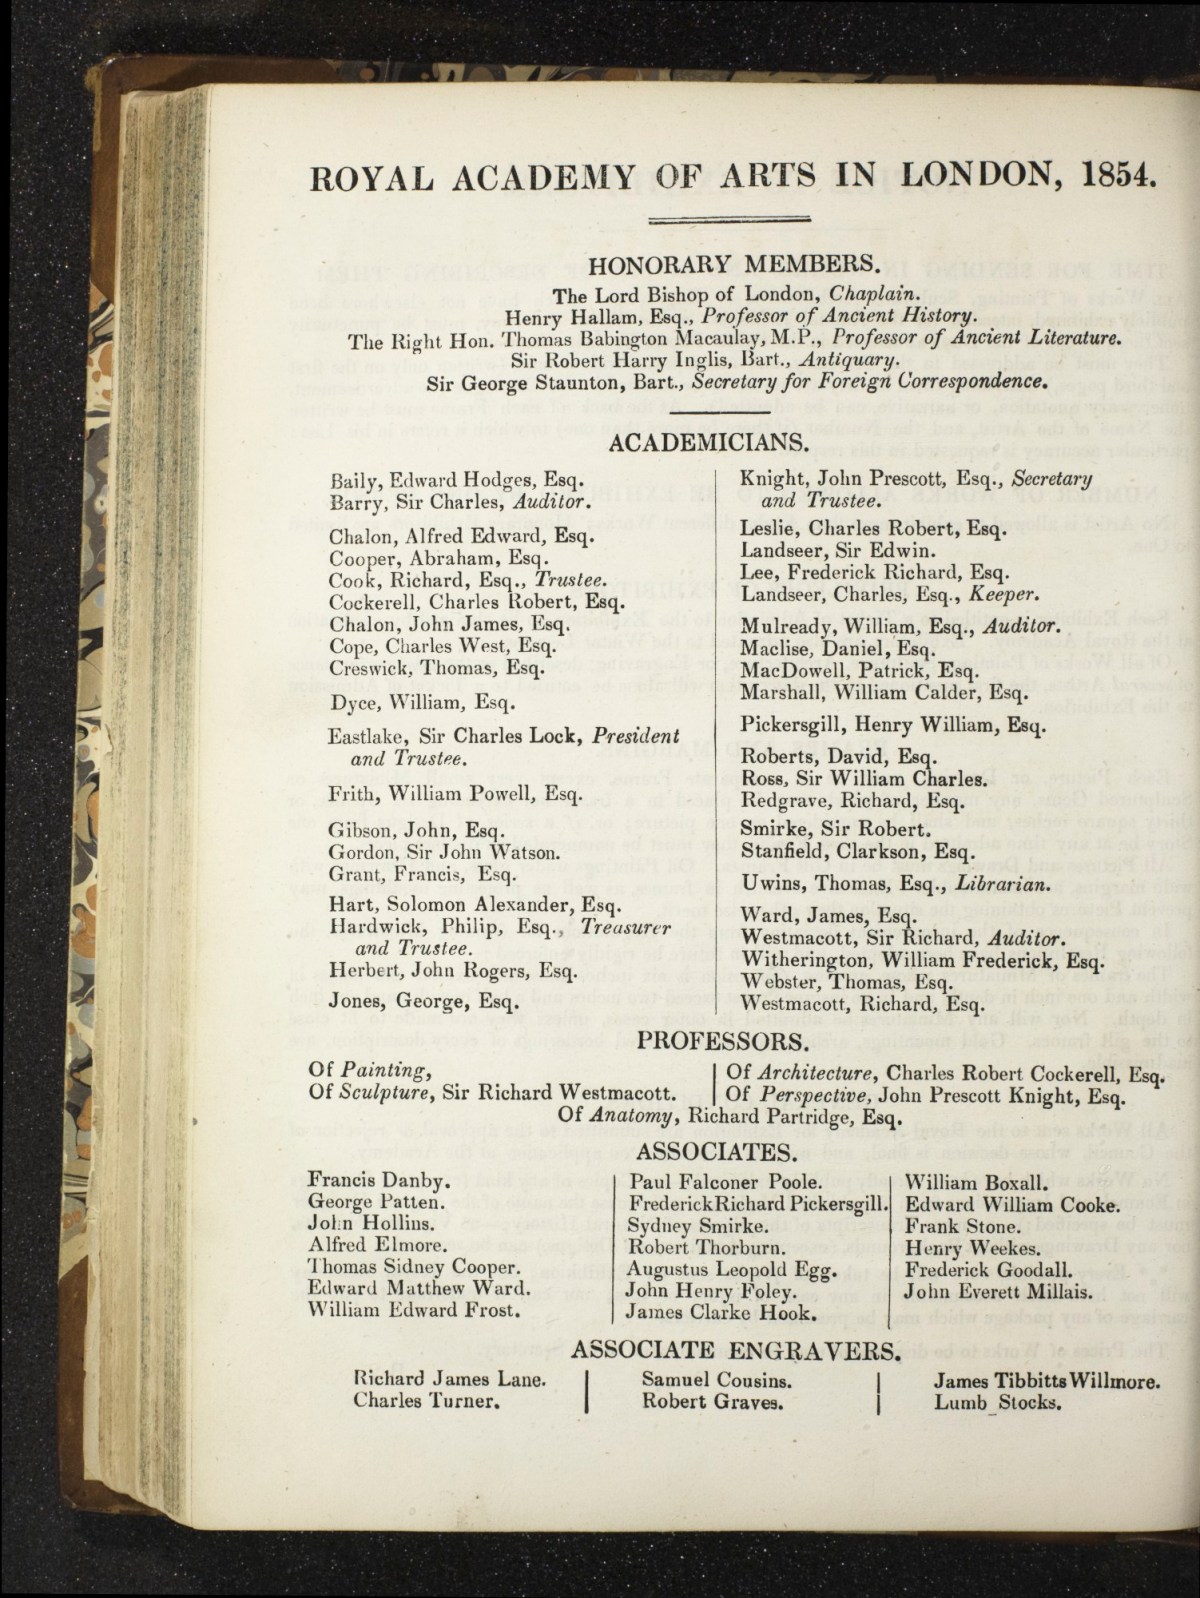 ROYAL ACADEMY OF ARTS IN LONDON, 1854.
HONORARY MEMBERS.
The Lord Bishop of London, Chaplain.
Henry Hallam, Esq., Professor of Ancient History.
The Right Hon. Thomas Babington Macaulay, M.P., Professor of Ancient Literature.
Sir Robert Harry Inglis, Bart., Antiquary.
Sir George Staunton, Bart., Secretary for Foreign Correspondence.
ACADEMICIANS.
Baily, Edward Hodges, Esq.
Barry, Sir Charles, Auditor.
Chalon, Alfred Edward, Esq.
Cooper, Abraham, Esq.
Cook, Richard, Esq., Trustee.
Cockerell, Charles Robert, Esq.
Chalon, John James, Esq.
Cope, Charles West, Esq.
Creswick, Thomas, Esq.
Dyce, William, Esq.
Eastlake, Sir Charles Lock, President
and Trustee.
Frith, William Powell, Esq.
Gibson, John, Esq.
Gordon, Sir John Watson.
Grant, Francis, Esq.
Hart, Solomon Alexander, Esq.
Hardwick, Philip, Esq., Treasurer
and Trustee.
Herbert, John Rogers, Esq.
Jones, George, Esq.
Knight, John Prescott, Esq., Secretary
and Trustee.
Leslie, Charles Robert, Esq.
Landseer, Sir Edwin.
Lee, Frederick Richard, Esq.
Landseer, Charles, Esq., Keeper.
Mulready, William, Esq., Auditor.
Maclise, Daniel, Esq.
MacDowell, Patrick, Esq.
Marshall, William Calder, Esq.
Pickersgill, Henry William, Esq.
Roberts, David, Esq.
Ross, Sir William Charles.
Redgrave, Richard, Esq.
Smirke, Sir Robert.
Stanfield, Clarkson, Esq.
Uwins, Thomas, Esq., Librarian.
Ward, James, Esq.
Westmacott, Sir Richard, Auditor.
Witherington, William Frederick, Esq.
Webster, Thomas, Esq.
Westmacott, Richard, Esq.
PROFESSORS.
Of Painting,
Of Sculpture, Sir Richard Westmacott.
Of Architecture, Charles Robert Cockerell, Esq.
Of Perspective, John Prescott Knight, Esq.
Of Anatomy, Richard Partridge, Esq.
ASSOCIATES.
Francis Danby.
George Patten.
John Hollins.
Alfred Elmore.
Thomas Sidney Cooper.
Edward Matthew Ward.
William Edward Frost.
Paul Falconer Poole.
Frederick Richard Pickersgill.
Sydney Smirke.
Robert Thorburn.
Augustus Leopold Egg.
John Henry Foley.
James Clarke Hook.
William Boxall.
Edward William Cooke.
Frank Stone.
Henry Weekes.
Frederick Goodall.
John Everett Millais.
ASSOCIATE ENGRAVERS.
Richard James Lane.
Charles Turner.
Samuel Cousins.
Robert Graves.
James Tibbitts Willmore.
Lumb Stocks.